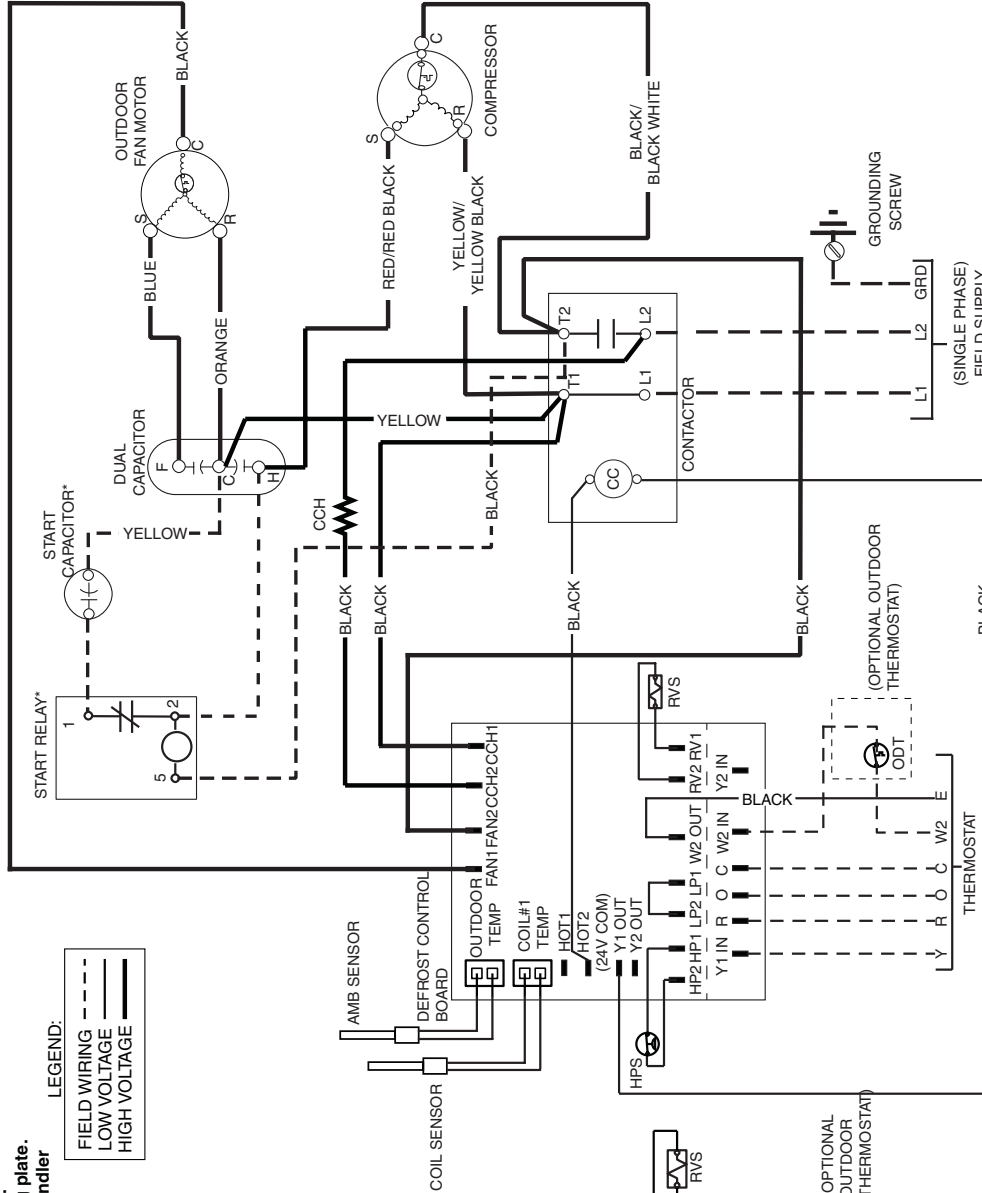 plate.
ndler
LEGEND:
FIELD WIRING
LOW VOLTAGE
HIGH VOLTAGE
START RELAY*
1
2
5
START
CAPACITOR*
YELLOW
DUAL
CAPACITOR
F
C
H
OUTDOOR
FAN MOTOR
S
R
C
BLUE
ORANGE
BLACK
COMPRESSOR
S
R
C
RED/RED BLACK
YELLOW/
YELLOW BLACK
BLACK/
BLACK WHITE
YELLOW
CCH
BLACK
BLACK
BLACK
BLACK
BLACK
T1
T2
L1
L2
CC
CONTACTOR
GROUNDING
SCREW
L1
L2
GRD
(SINGLE PHASE)
FIELD SUPPLY
AMB SENSOR
COIL SENSOR
DEFROST CONTROL
BOARD
OUTDOOR
TEMP
FAN1
FAN2
CCH2
CCH1
COIL#1
TEMP
HOT1
HOT2
(24V COM)
Y1 OUT
Y2 OUT
HP2
HP1
LP2
LP1
W2 OUT
RV2
RV1
Y1 IN
R
O
C
W2 IN
Y2 IN
HPS
RVS
BLACK
(OPTIONAL OUTDOOR
THERMOSTAT)
ODT
Y
R
O
C
W2
E
THERMOSTAT
RVS
OPTIONAL
OUTDOOR
THERMOSTAT)
BLACK